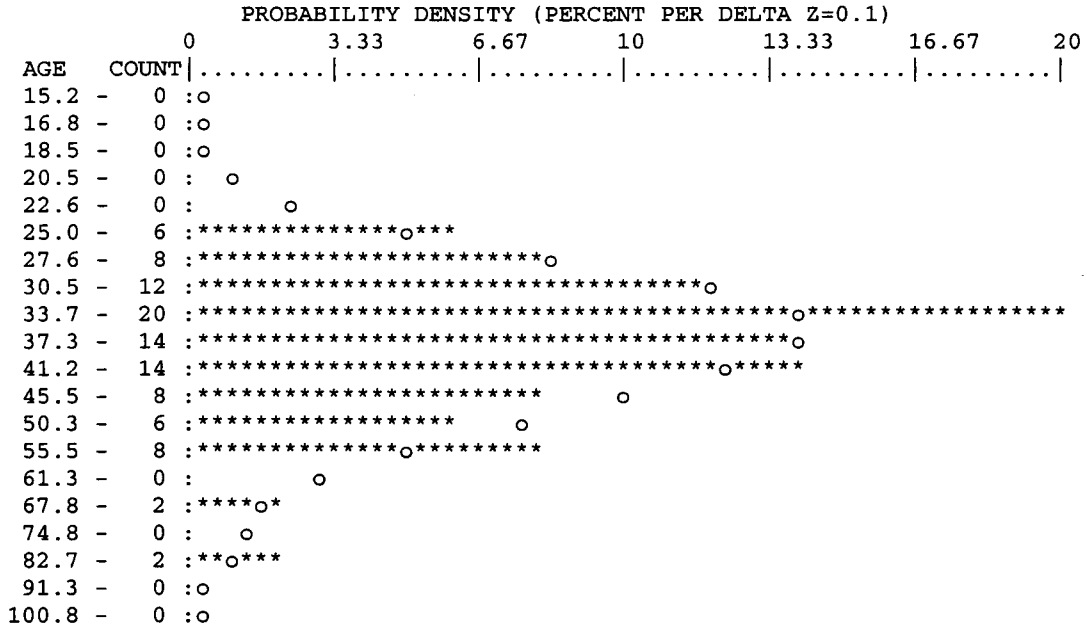 PROBABILITY DENSITY (PERCENT PER DELTA Z=0.1)
0 3.33 6.67 10 13.33 16.67 20
AGE COUNT|.........|.........|.........|.........|.........|.........|
15.2 - 0 :o
16.8 - 0 :o
18.5 - 0 :o
20.5 - 0 :  o
22.6 - 0 :      o
25.0 - 6 :**************o***
27.6 - 8 :************************o
30.5 - 12 :***********************************o
33.7 - 20 :*****************************************o******************
37.3 - 14 :*****************************************o
41.2 - 14 :************************************o*****
45.5 - 8 :************************     o
50.3 - 6 :******************    o
55.5 - 8 :**************o*********
61.3 - 0 :        o
67.8 - 2 :****o*
74.8 - 0 :   o
82.7 - 2 :**o***
91.3 - 0 :o
100.8 - 0 :o